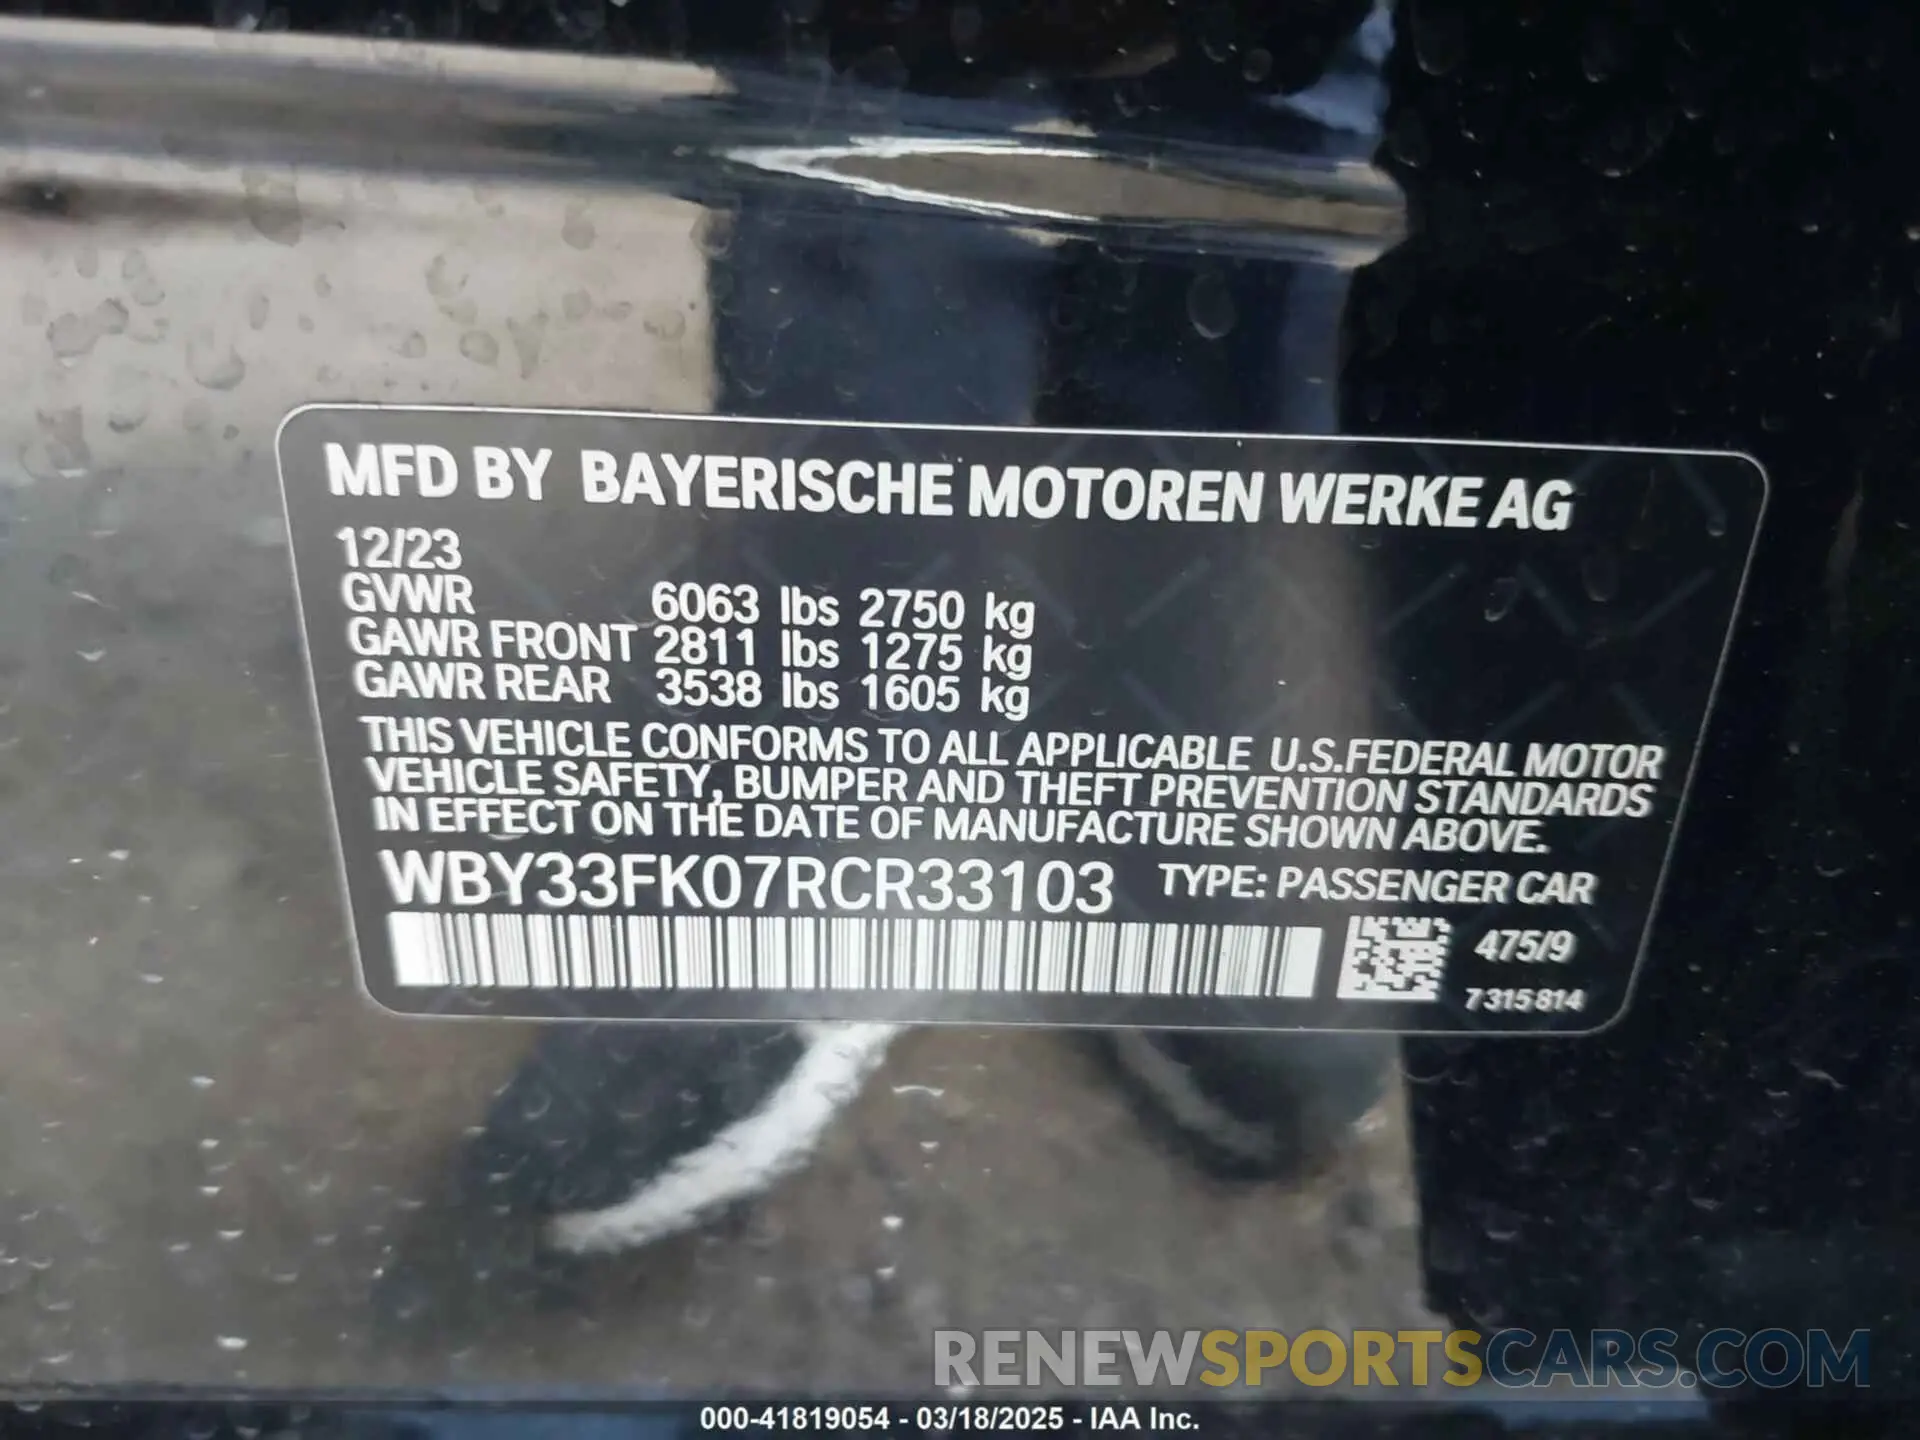 MFD BY BAYERISCHE MOTOREN WERKE AG
12/23
GVWR 6063 lbs 2750 kg
GAWR FRONT 2811 lbs 1275 kg
GAWR REAR 3538 lbs 1605 kg
THIS VEHICLE CONFORMS TO ALL APPLICABLE U.S.FEDERAL MOTOR
VEHICLE SAFETY, BUMPER AND THEFT PREVENTION STANDARDS
IN EFFECT ON THE DATE OF MANUFACTURE SHOWN ABOVE.
WBY33FK07RCR33103 TYPE: PASSENGER CAR
475/9
7 315 814
RENEWSPORTSCARS.COM
000-41819054 - 03/18/2025 - IAA Inc.